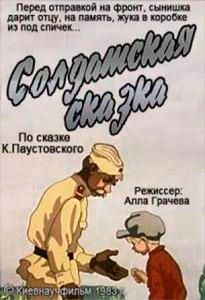 Перед отправкой на фронт, сынишка
дарит отцу, на память, жука в коробке
из под спичек...
Солдатская
сказка
По сказке
К.Паустовского
Режиссер:
Алла Грачева
© Киевнаучфильм 1983 г